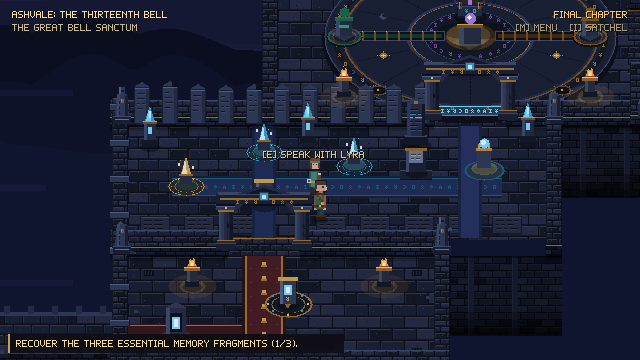 ASHVALE: THE THIRTEENTH BELL
THE GREAT BELL SANCTUM
FINAL CHAPTER
[M] MENU [I] SATCHEL
[E] SPEAK WITH LYRA
RECOVER THE THREE ESSENTIAL MEMORY FRAGMENTS (1/3).